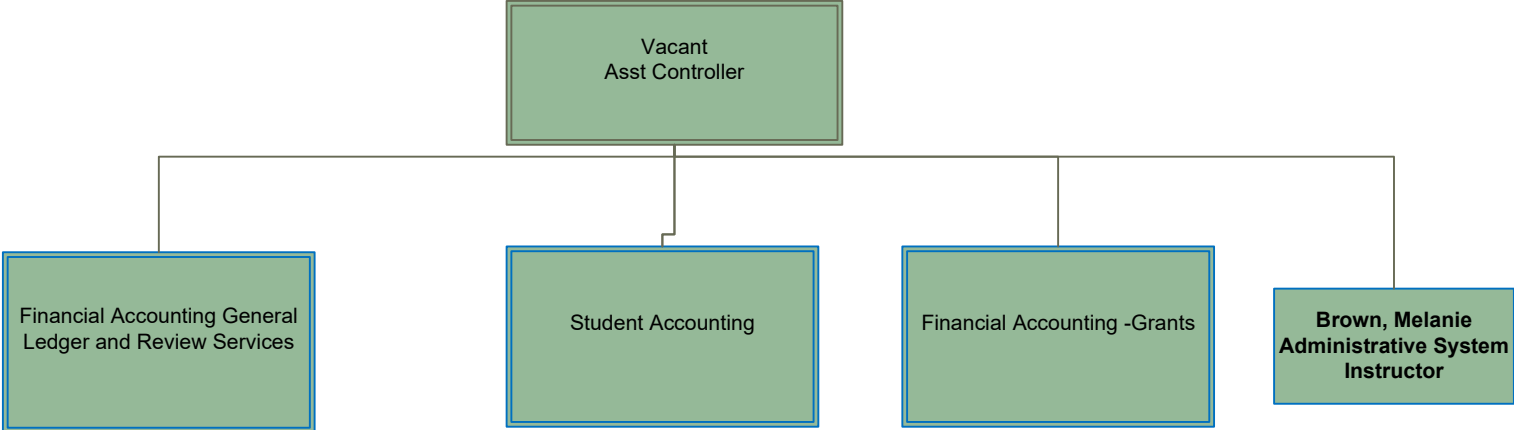 Vacant
Asst Controller
Financial Accounting General
Ledger and Review Services
Student Accounting
Financial Accounting -Grants
Brown, Melanie
Administrative System
Instructor